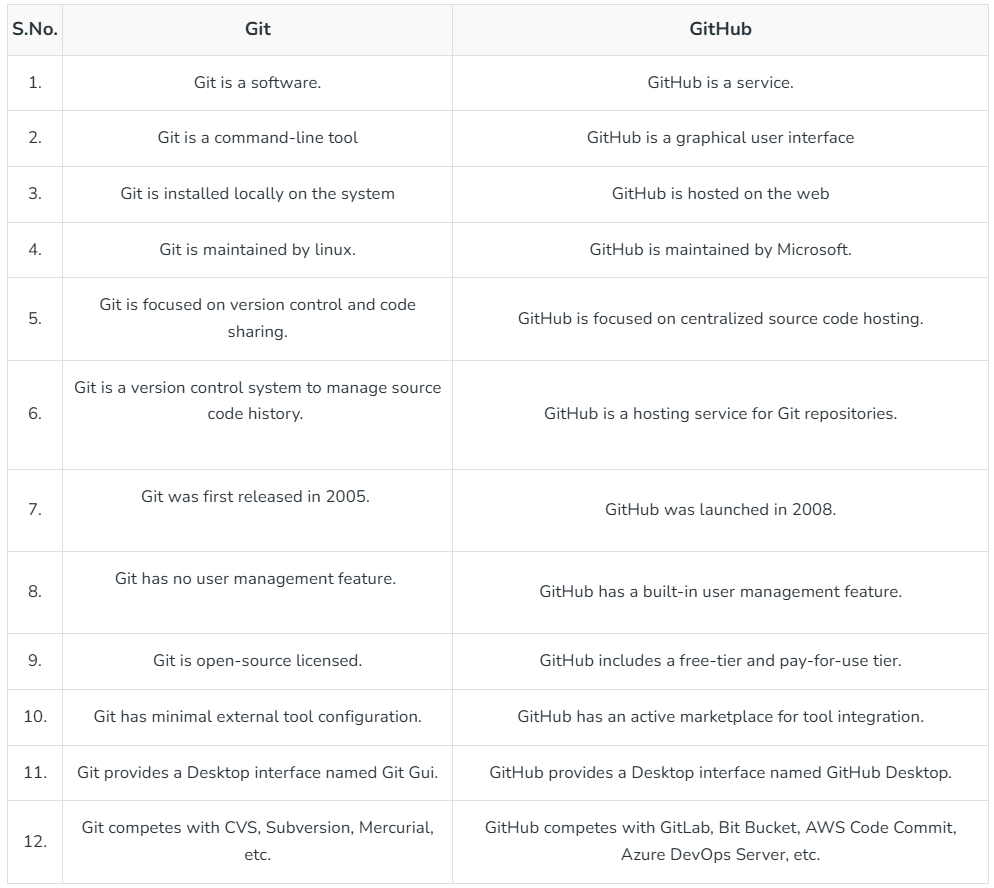 S.No. Git GitHub
1. Git is a software. GitHub is a service.
2. Git is a command-line tool GitHub is a graphical user interface
3. Git is installed locally on the system GitHub is hosted on the web
4. Git is maintained by linux. GitHub is maintained by Microsoft.
5. Git is focused on version control and code
sharing. GitHub is focused on centralized source code hosting.
6. Git is a version control system to manage source
code history. GitHub is a hosting service for Git repositories.
7. Git was first released in 2005. GitHub was launched in 2008.
8. Git has no user management feature. GitHub has a built-in user management feature.
9. Git is open-source licensed. GitHub includes a free-tier and pay-for-use tier.
10. Git has minimal external tool configuration. GitHub has an active marketplace for tool integration.
11. Git provides a Desktop interface named Git Gui. GitHub provides a Desktop interface named GitHub Desktop.
12. Git competes with CVS, Subversion, Mercurial,
etc. GitHub competes with GitLab, Bit Bucket, AWS Code Commit,
Azure DevOps Server, etc.